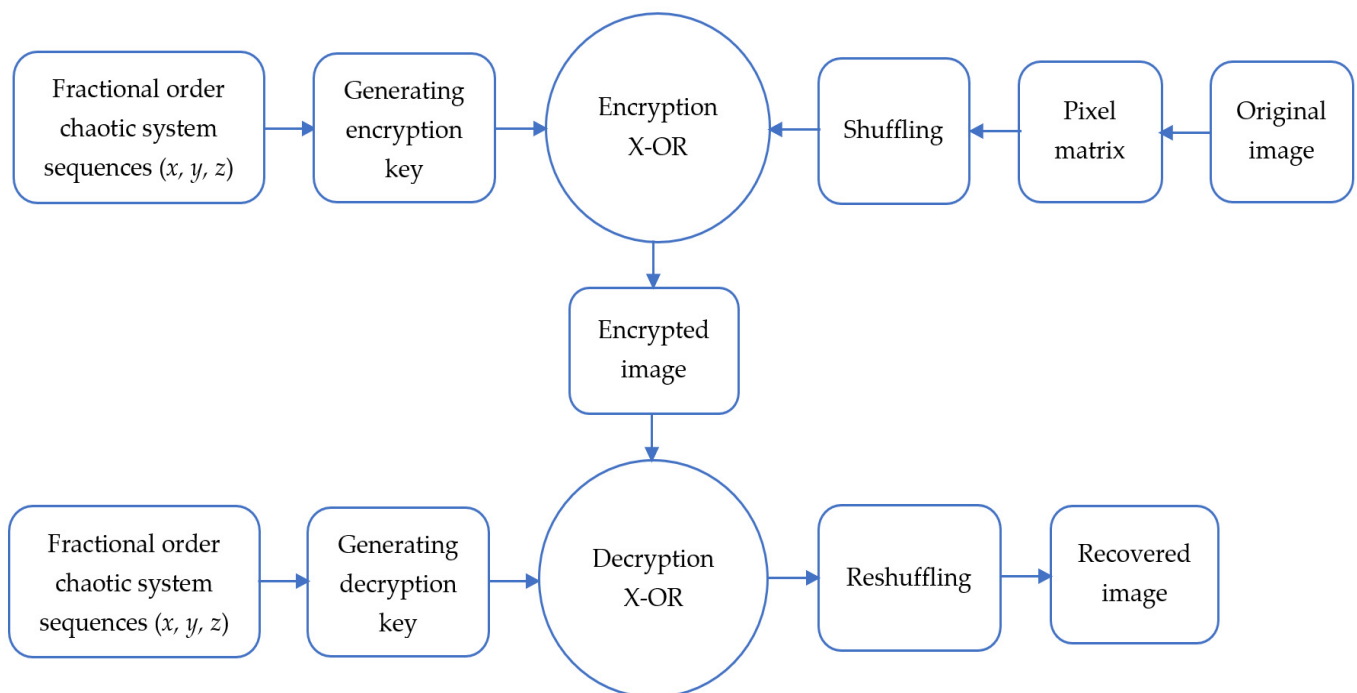 Fractional order
chaotic system
sequences (x, y, z)
Generating
encryption
key
Encryption
X-OR
Shuffling
Pixel
matrix
Original
image
Encrypted
image
Fractional order
chaotic system
sequences (x, y, z)
Generating
decryption
key
Decryption
X-OR
Reshuffling
Recovered
image